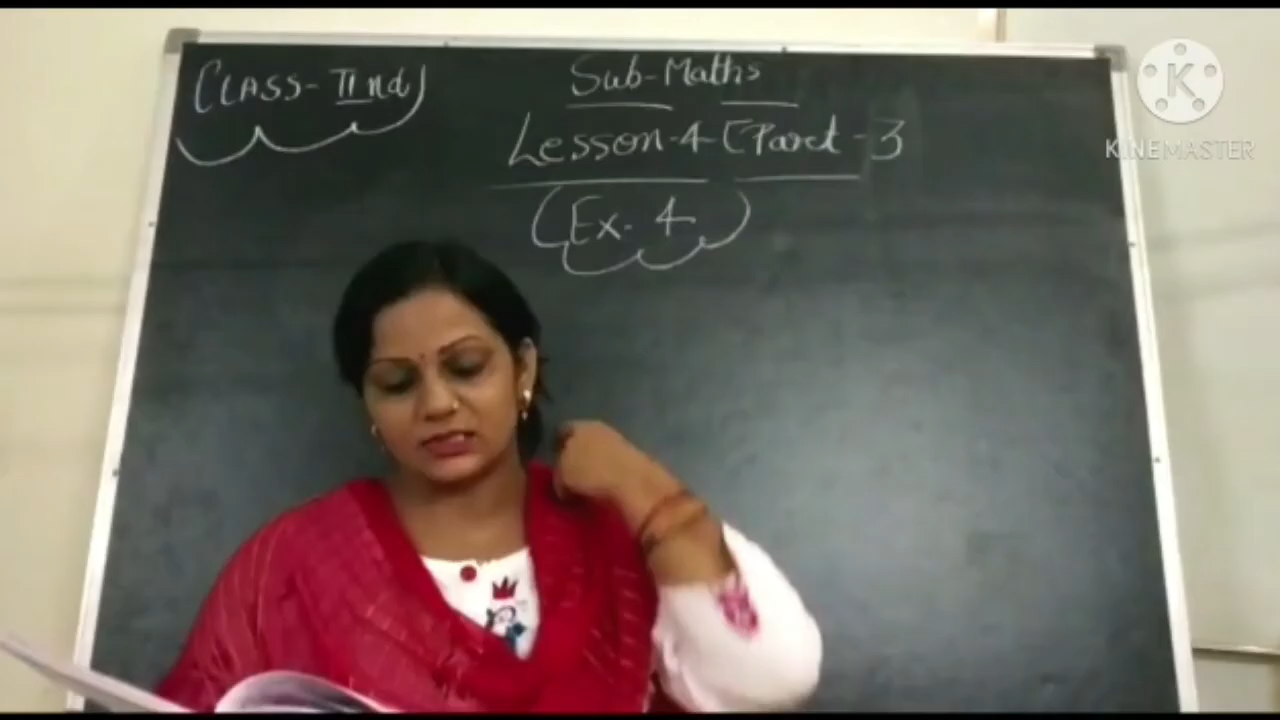 CLASS-IInd
Sub-Maths
Lesson-4-[Part-3
(Ex. 4)
K
KINEMASTER